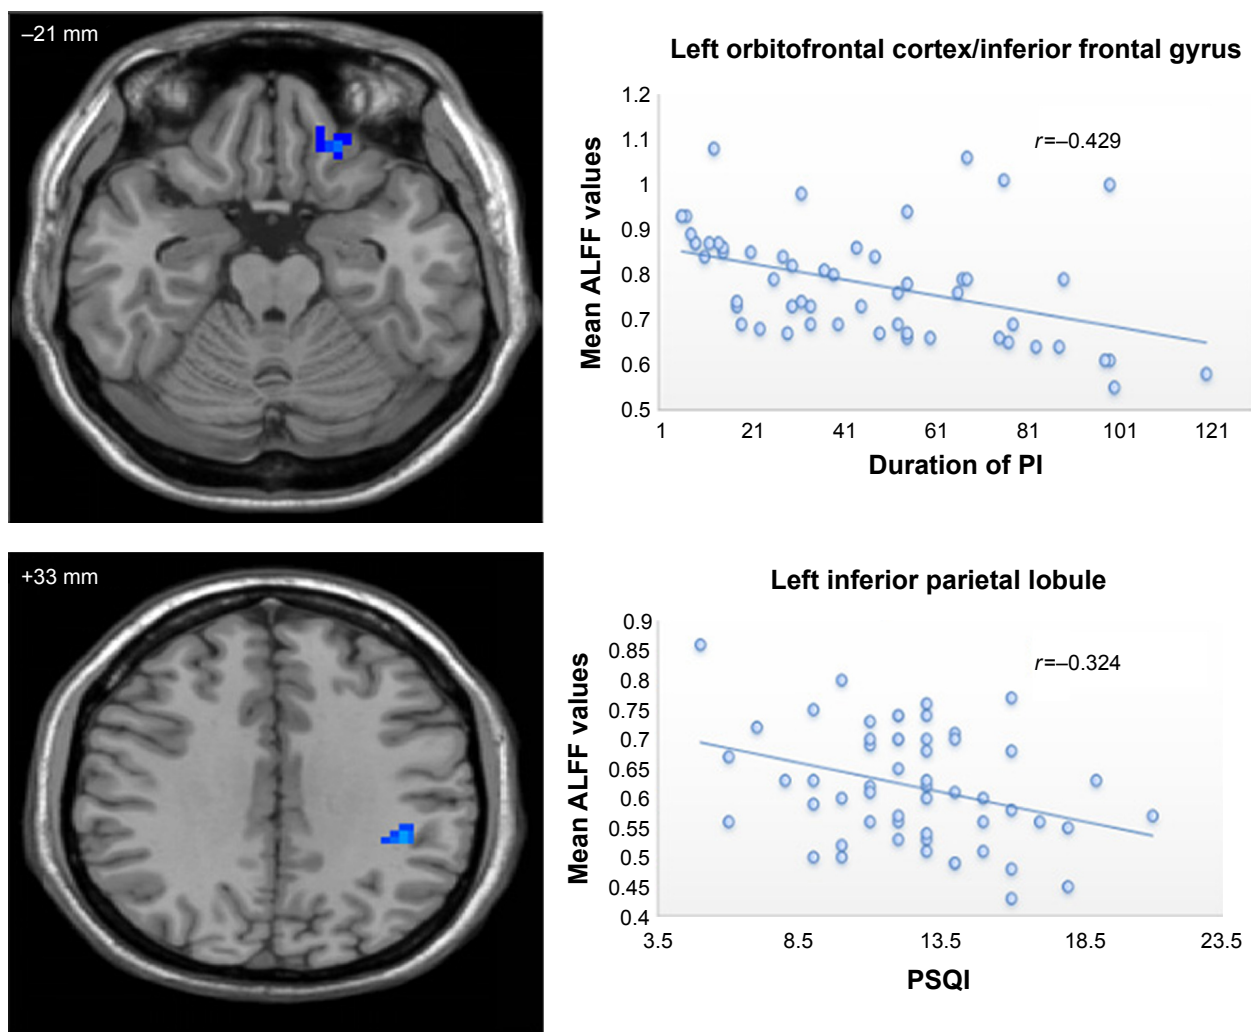 –21 mm
Left orbitofrontal cortex/inferior frontal gyrus
r=–0.429
Mean ALFF values
1.2
1.1
1
0.9
0.8
0.7
0.6
0.5
1 21 41 61 81 101 121
Duration of PI
+33 mm
Left inferior parietal lobule
r=–0.324
Mean ALFF values
0.9
0.85
0.8
0.75
0.7
0.65
0.6
0.55
0.5
0.45
0.4
3.5 8.5 13.5 18.5 23.5
PSQI